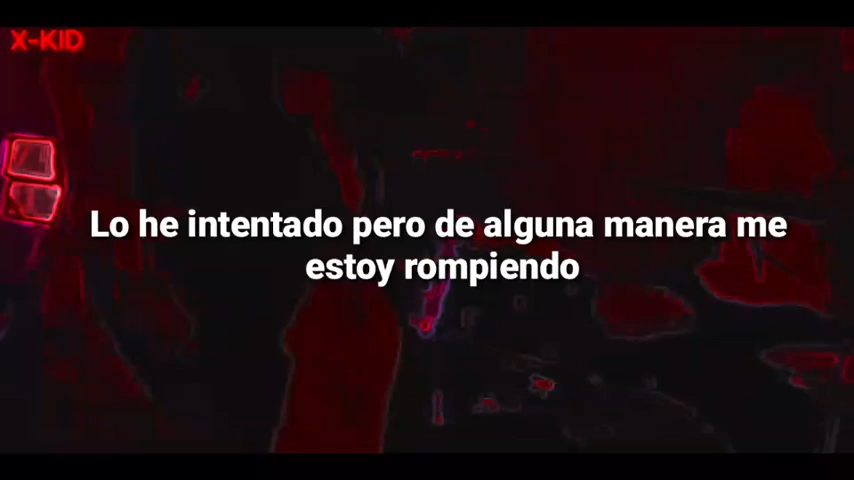 X-KID
Lo he intentado pero de alguna manera me
estoy rompiendo